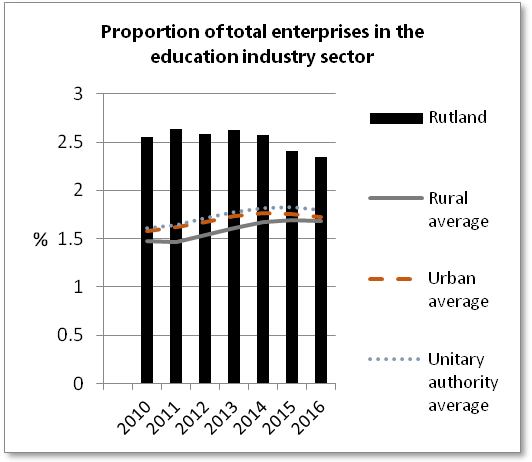 Proportion of total enterprises in the
education industry sector
3
2.5
2
1.5
1
0.5
0
%
2010
2011
2012
2013
2014
2015
2016
Rutland
Rural
average
Urban
average
Unitary
authority
average